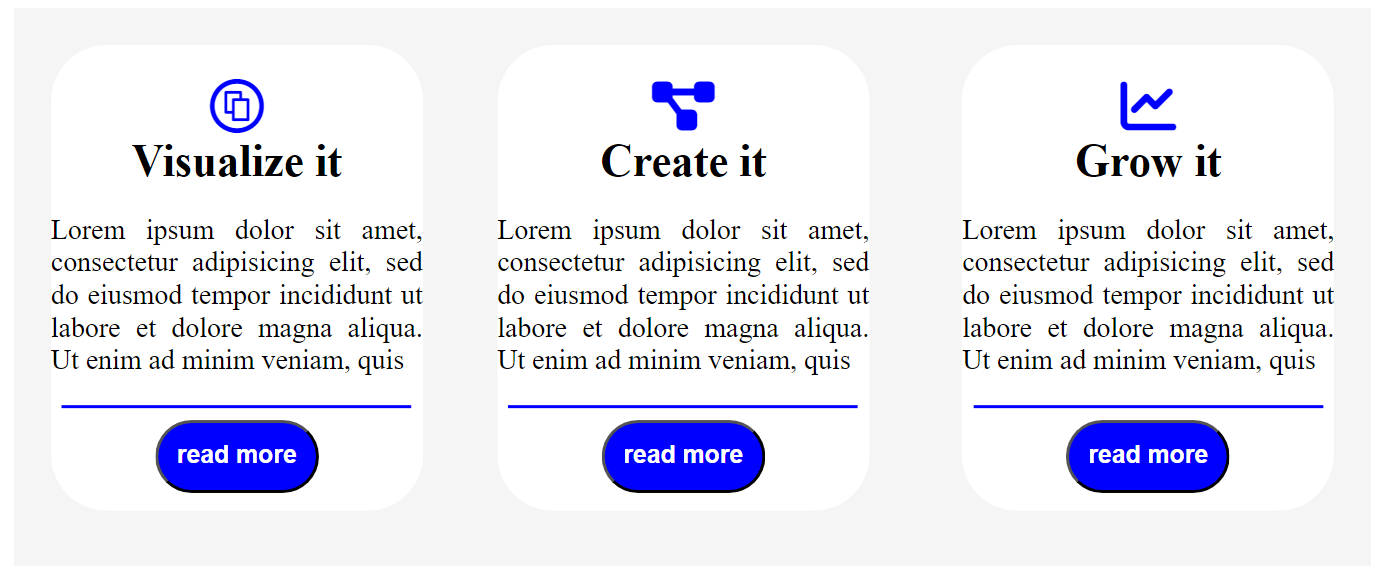 Visualize it
Lorem ipsum dolor sit amet,
consectetur adipisicing elit, sed
do eiusmod tempor incididunt ut
labore et dolore magna aliqua.
Ut enim ad minim veniam, quis
read more
Create it
Lorem ipsum dolor sit amet,
consectetur adipisicing elit, sed
do eiusmod tempor incididunt ut
labore et dolore magna aliqua.
Ut enim ad minim veniam, quis
read more
Grow it
Lorem ipsum dolor sit amet,
consectetur adipisicing elit, sed
do eiusmod tempor incididunt ut
labore et dolore magna aliqua.
Ut enim ad minim veniam, quis
read more